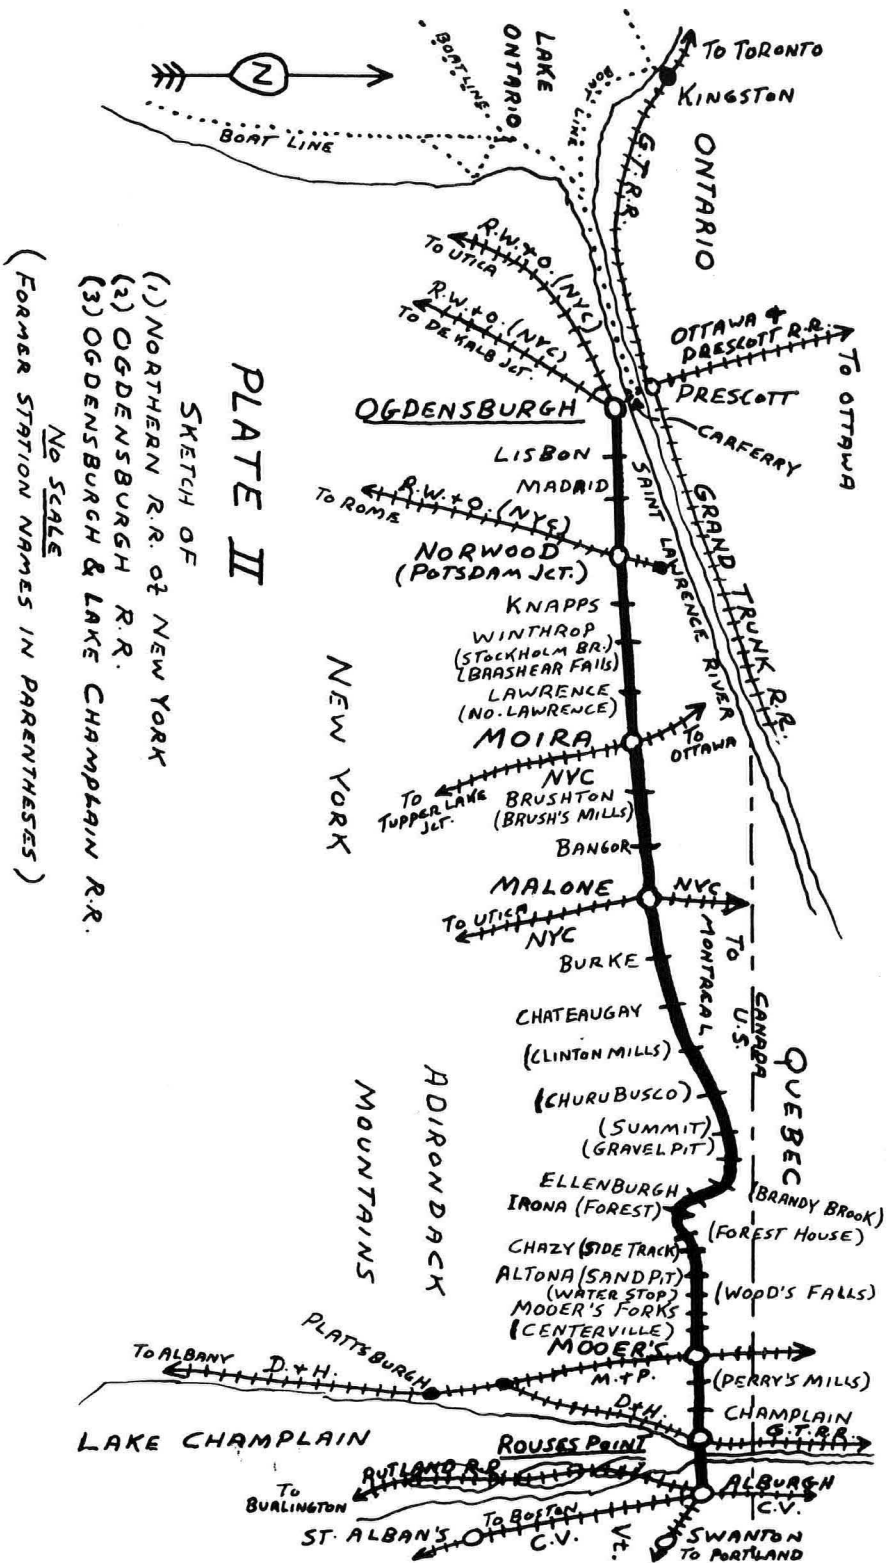 TO TORONTO
KINGSTON
LAKE
ONTARIO
BOAT LINE
BOAT LINE
BOAT LINE
N
G.T.R.R.
ONTARIO
R.W.+O. (NYC)
TO UTICA
R.W.+O. (NYC)
TO DE KALB JCT.
OTTAWA +
PRESCOTT R.R.
TO OTTAWA
PRESCOTT
OGDENSBURGH
CARFERRY
LISBON
MADRID
SAINT LAWRENCE RIVER
GRAND TRUNK R.R.
R.W.+O. (NYC)
TO ROME
NORWOOD
(POTSDAM JCT.)
KNAPPS
WINTHROP
(STOCKHOLM BR.)
(BRASHEAR FALLS)
LAWRENCE
(NO. LAWRENCE)
MOIRA
TO
OTTAWA
NYC
TO
TUPPER LAKE
JCT.
BRUSHTON
(BRUSH'S MILLS)
BANGOR
NEW YORK
MALONE
NYC
TO
MONTREAL
TO UTICA
NYC
BURKE
CHATEAUGAY
CANADA
U.S.
QUEBEC
(CLINTON MILLS)
(CHURUBUSCO)
(SUMMIT)
(GRAVEL PIT)
ELLENBURGH
(BRANDY BROOK)
IRONA (FOREST)
(FOREST HOUSE)
CHAZY (SIDE TRACK)
ALTONA (SANDPIT)
(WATER STOP)
(WOOD'S FALLS)
MOOER'S FORKS
(CENTERVILLE)
MOOER'S
ADIRONDACK
MOUNTAINS
PLATTSBURGH
TO ALBANY
D.+H.
M.+P.
(PERRY'S MILLS)
D+H.
CHAMPLAIN
G.T.R.R.
LAKE CHAMPLAIN
ROUSES POINT
RUTLAND R.R.
TO
BURLINGTON
ALBURGH
C.V.
TO BOSTON
C.V.
ST. ALBAN'S
Vt.
SWANTON
TO PORTLAND
PLATE II
SKETCH OF
(1) NORTHERN R.R. of NEW YORK
(2) OGDENSBURGH R.R.
(3) OGDENSBURGH & LAKE CHAMPLAIN R.R.
NO SCALE
(FORMER STATION NAMES IN PARENTHESES)